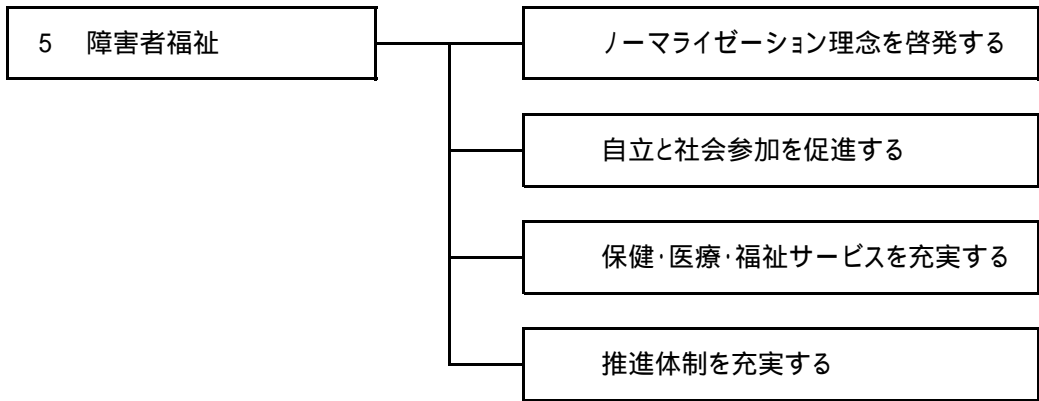 5 障害者福祉
ノーマライゼーション理念を啓発する
自立と社会参加を促進する
保健・医療・福祉サービスを充実する
推進体制を充実する